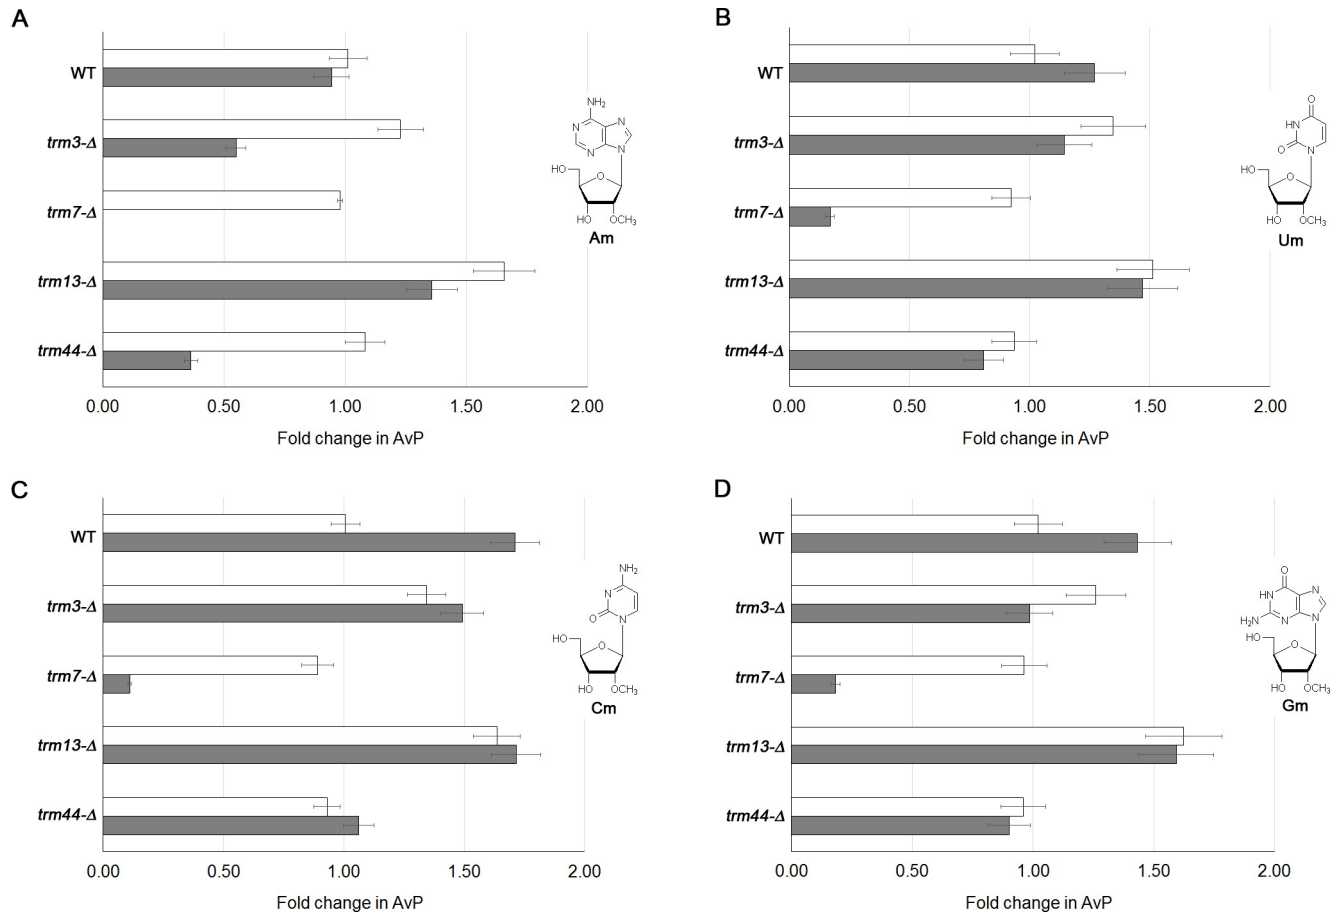 A
WT
trm3-Δ
trm7-Δ
trm13-Δ
trm44-Δ
0.00 0.50 1.00 1.50 2.00
Fold change in AvP
NH₂
N
N
N
N
HO
O
HO
OCH₃
Am
B
WT
trm3-Δ
trm7-Δ
trm13-Δ
trm44-Δ
0.00 0.50 1.00 1.50 2.00
Fold change in AvP
O
HN
O
N
HO
O
HO
OCH₃
Um
C
WT
trm3-Δ
trm7-Δ
trm13-Δ
trm44-Δ
0.00 0.50 1.00 1.50 2.00
Fold change in AvP
NH₂
N
O
N
HO
O
HO
OCH₃
Cm
D
WT
trm3-Δ
trm7-Δ
trm13-Δ
trm44-Δ
0.00 0.50 1.00 1.50 2.00
Fold change in AvP
O
HN
N
H₂N
N
N
HO
O
HO
OCH₃
Gm